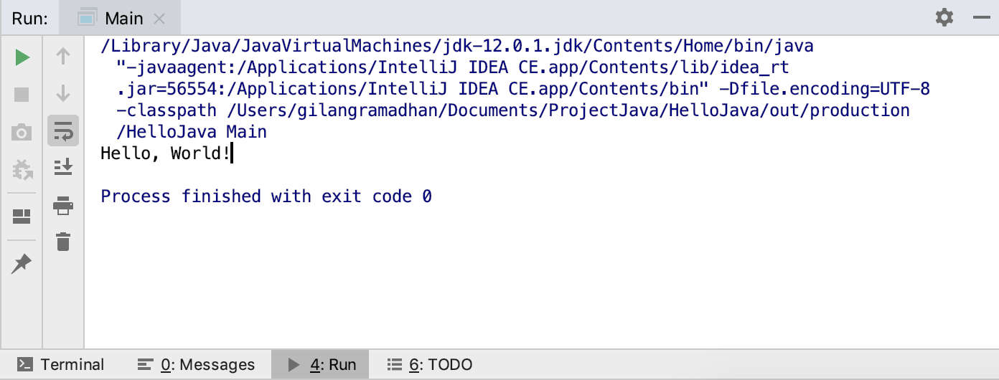 Run: Main
/Library/Java/JavaVirtualMachines/jdk-12.0.1.jdk/Contents/Home/bin/java
"-javaagent:/Applications/IntelliJ IDEA CE.app/Contents/lib/idea_rt
.jar=56554:/Applications/IntelliJ IDEA CE.app/Contents/bin" -Dfile.encoding=UTF-8
-classpath /Users/gilangramadhan/Documents/ProjectJava/HelloJava/out/production
/HelloJava Main
Hello, World!
Process finished with exit code 0
Terminal 0: Messages 4: Run 6: TODO